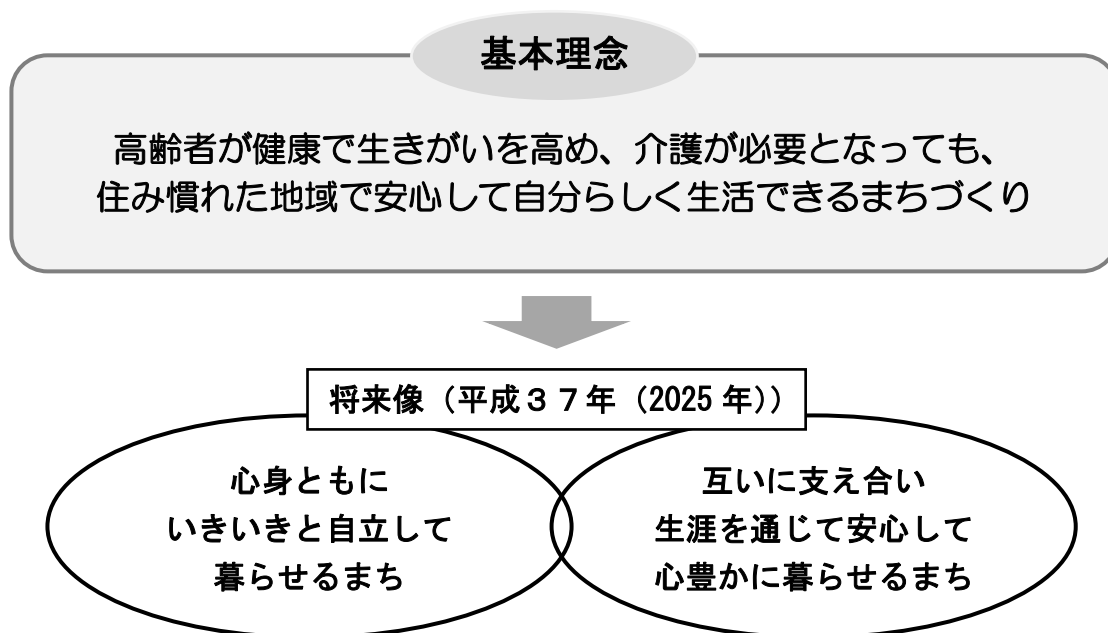 基本理念
高齢者が健康で生きがいを高め、介護が必要となっても、
住み慣れた地域で安心して自分らしく生活できるまちづくり
将来像（平成３７年（2025年））
心身ともに
いきいきと自立して
暮らせるまち
互いに支え合い
生涯を通じて安心して
心豊かに暮らせるまち